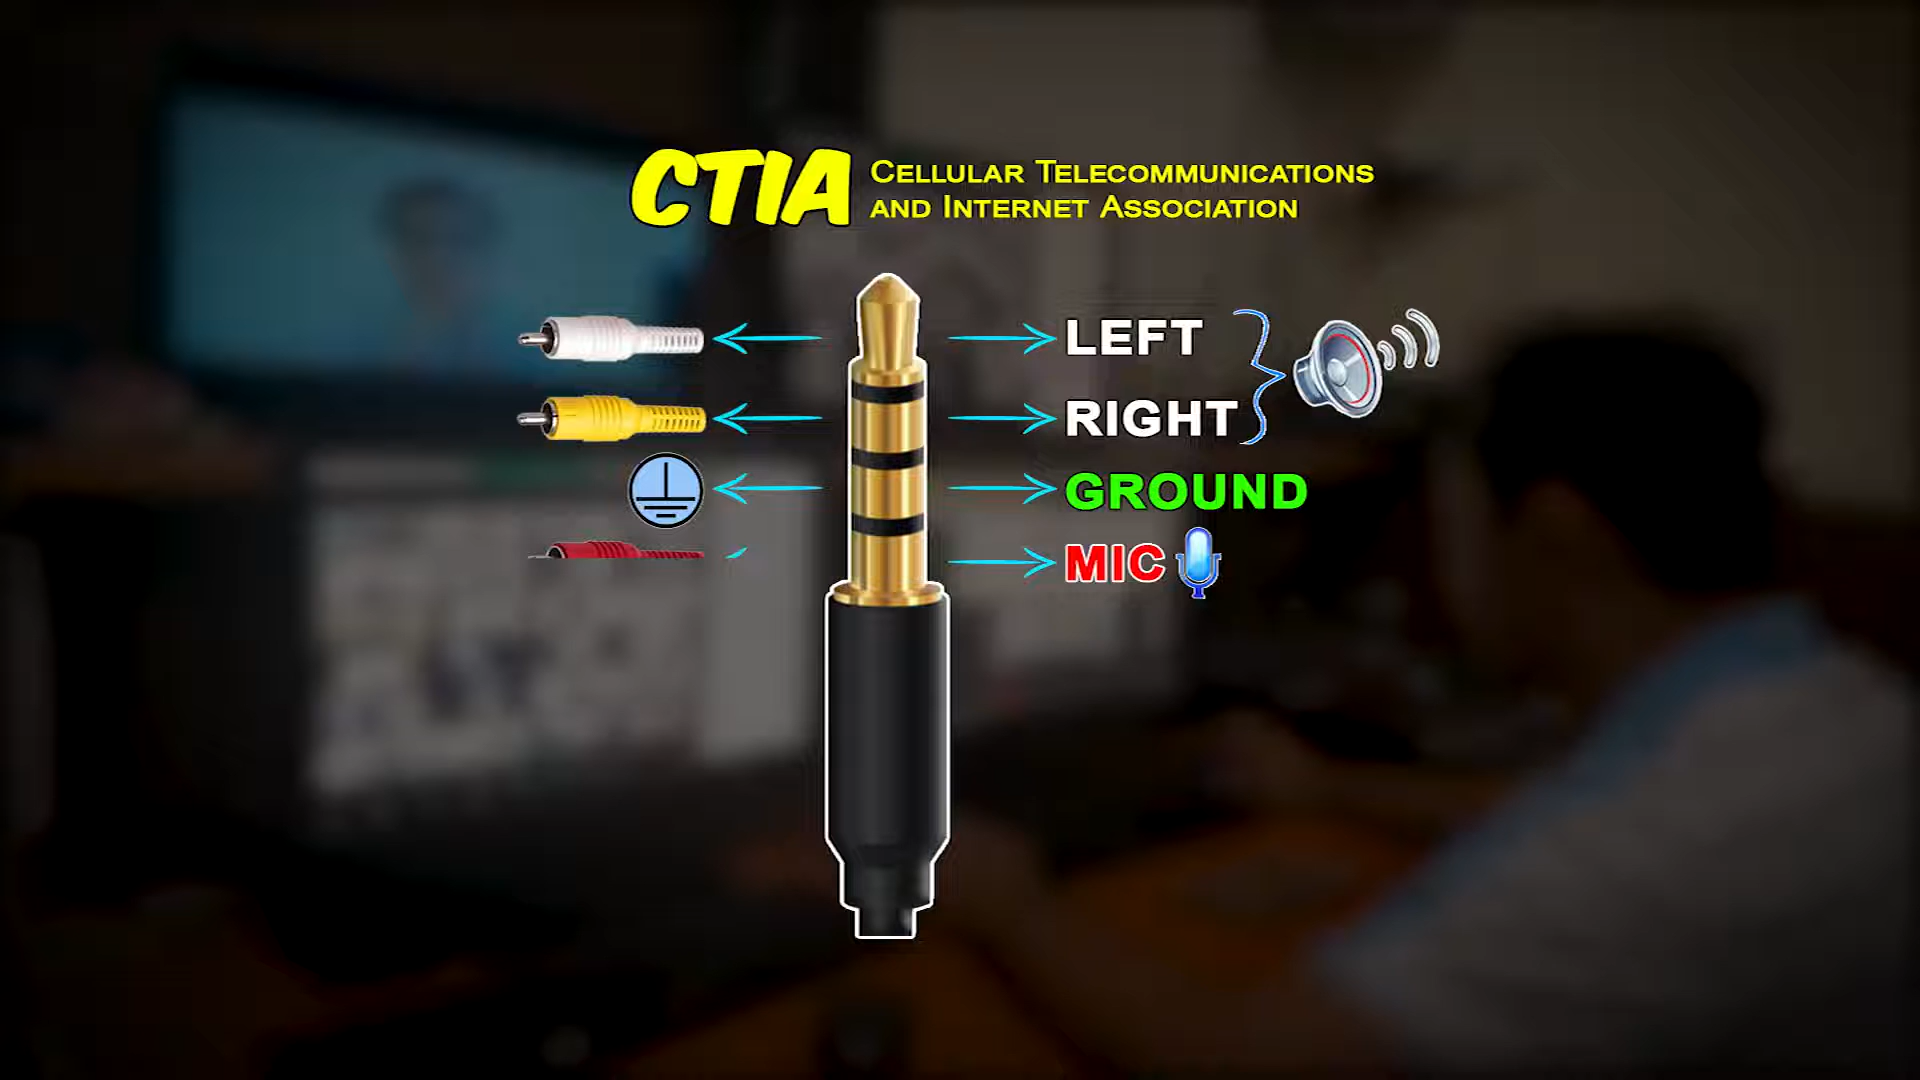 CTIA
CELLULAR TELECOMMUNICATIONS
AND INTERNET ASSOCIATION
LEFT
RIGHT
GROUND
MIC